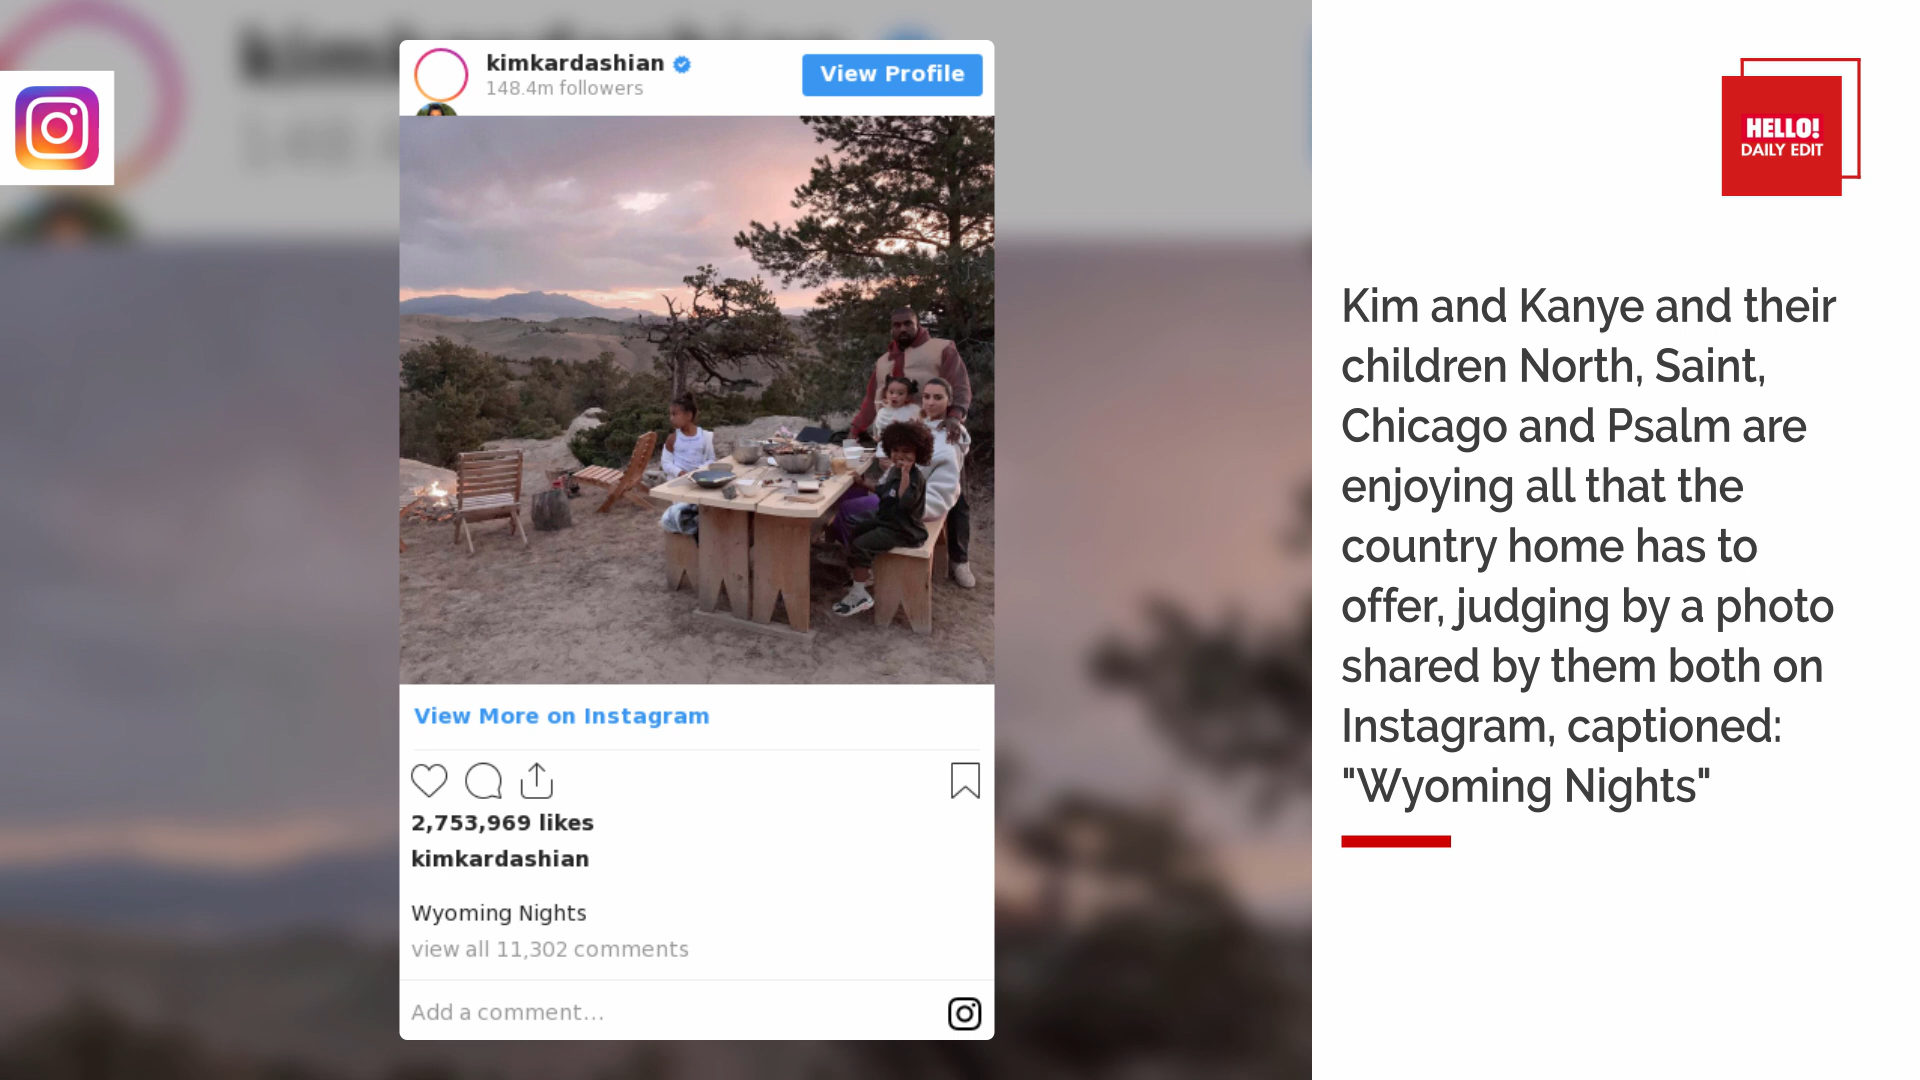 kimkardashian
148.4m followers
View Profile
View More on Instagram
2,753,969 likes
kimkardashian
Wyoming Nights
view all 11,302 comments
Add a comment...
HELLO!
DAILY EDIT
Kim and Kanye and their
children North, Saint,
Chicago and Psalm are
enjoying all that the
country home has to
offer, judging by a photo
shared by them both on
Instagram, captioned:
"Wyoming Nights"